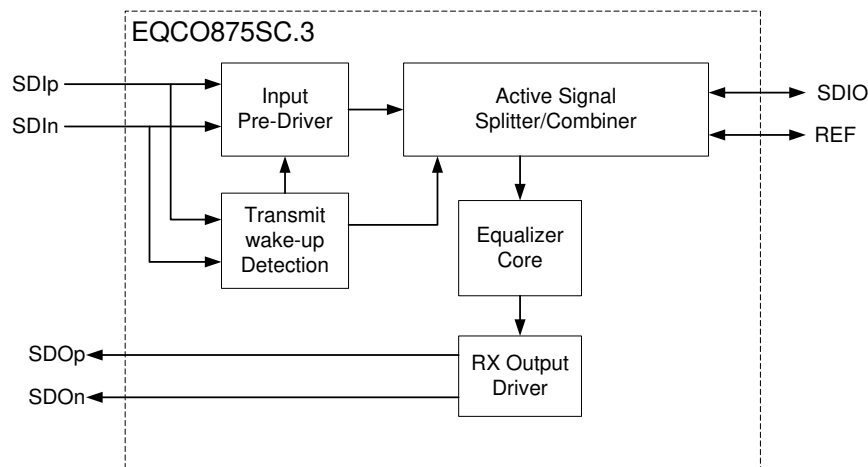 EQCO875SC.3
SDIp
SDIn
Input
Pre-Driver
Active Signal
Splitter/Combiner
SDIO
REF
Transmit
wake-up
Detection
Equalizer
Core
SDOp
SDOn
RX Output
Driver